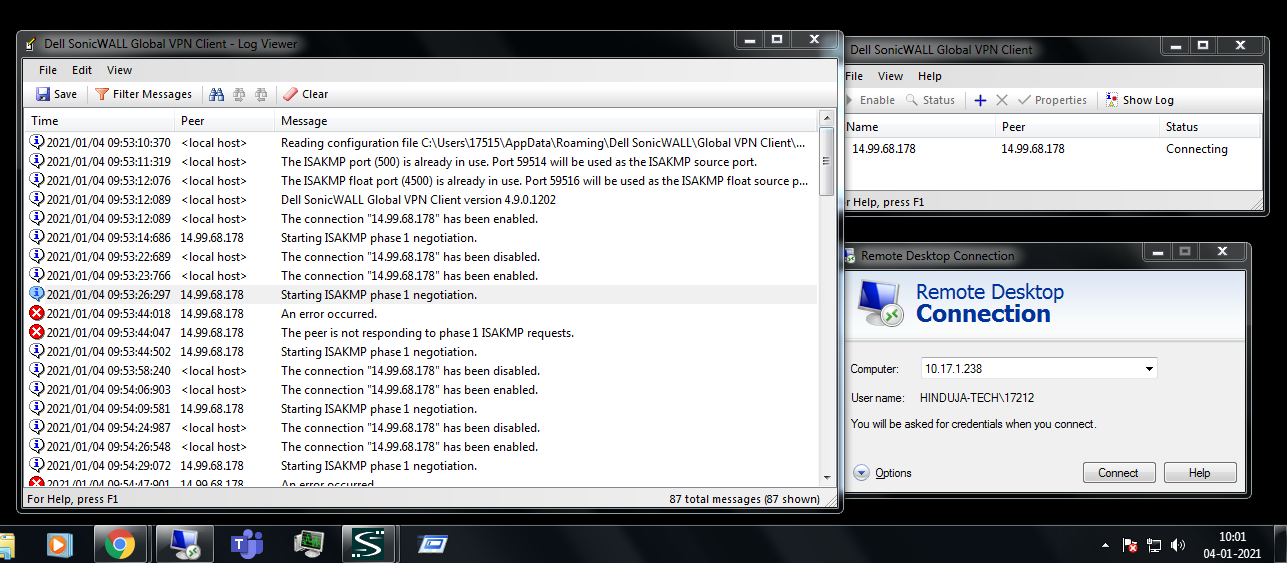 Dell SonicWALL Global VPN Client - Log Viewer
File Edit View
Save Filter Messages Clear
Time Peer Message
2021/01/04 09:53:10:370 <local host> Reading configuration file C:\Users\17515\AppData\Roaming\Dell SonicWALL\Global VPN Client\...
2021/01/04 09:53:11:319 <local host> The ISAKMP port (500) is already in use. Port 59514 will be used as the ISAKMP source port.
2021/01/04 09:53:12:076 <local host> The ISAKMP float port (4500) is already in use. Port 59516 will be used as the ISAKMP float source p...
2021/01/04 09:53:12:089 <local host> Dell SonicWALL Global VPN Client version 4.9.0.1202
2021/01/04 09:53:12:089 <local host> The connection "14.99.68.178" has been enabled.
2021/01/04 09:53:14:686 14.99.68.178 Starting ISAKMP phase 1 negotiation.
2021/01/04 09:53:22:689 <local host> The connection "14.99.68.178" has been disabled.
2021/01/04 09:53:23:766 <local host> The connection "14.99.68.178" has been enabled.
2021/01/04 09:53:26:297 14.99.68.178 Starting ISAKMP phase 1 negotiation.
2021/01/04 09:53:44:018 14.99.68.178 An error occurred.
2021/01/04 09:53:44:047 14.99.68.178 The peer is not responding to phase 1 ISAKMP requests.
2021/01/04 09:53:44:502 14.99.68.178 Starting ISAKMP phase 1 negotiation.
2021/01/04 09:53:58:240 <local host> The connection "14.99.68.178" has been disabled.
2021/01/04 09:54:06:903 <local host> The connection "14.99.68.178" has been enabled.
2021/01/04 09:54:09:581 14.99.68.178 Starting ISAKMP phase 1 negotiation.
2021/01/04 09:54:24:987 <local host> The connection "14.99.68.178" has been disabled.
2021/01/04 09:54:26:548 <local host> The connection "14.99.68.178" has been enabled.
2021/01/04 09:54:29:072 14.99.68.178 Starting ISAKMP phase 1 negotiation.
2021/01/04 09:54:47:901 14.99.68.178 An error occurred.
For Help, press F1 87 total messages (87 shown)
Dell SonicWALL Global VPN Client
File View Help
Enable Status Properties Show Log
Name Peer Status
14.99.68.178 14.99.68.178 Connecting
r Help, press F1
Remote Desktop Connection
Remote Desktop
Connection
Computer: 10.17.1.238
User name: HINDUJA-TECH\17212
You will be asked for credentials when you connect.
Options Connect Help
10:01
04-01-2021